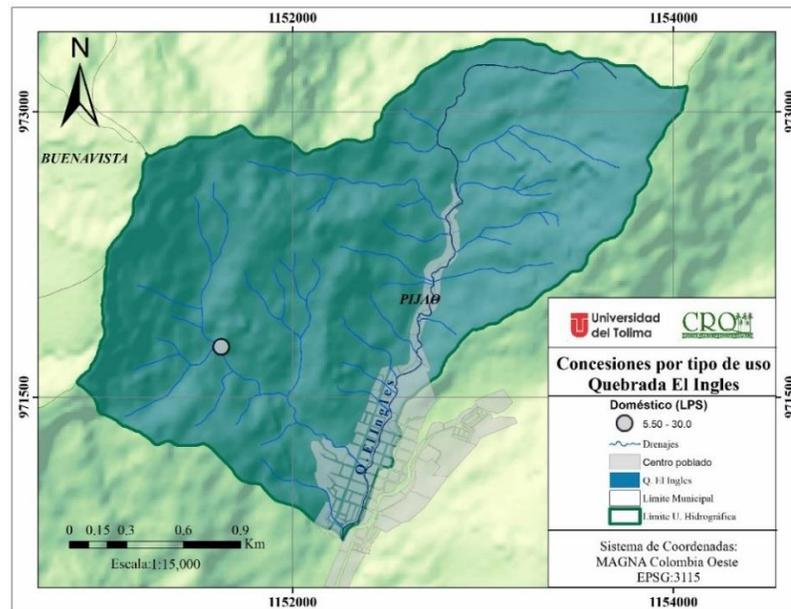 1152000
1154000
N
973000
973000
BUENAVISTA
PIJAO
971500
971500
Q. El Ingles
0 0.15 0.3 0.6 0.9
Km
Escala:1:15,000
Universidad
del Tolima
CRQ
Concesiones por tipo de uso
Quebrada El Ingles
Doméstico (LPS)
5.50 - 30.0
Drenajes
Centro poblado
Q. El Ingles
Límite Municipal
Límite U. Hidrográfica
Sistema de Coordenadas:
MAGNA Colombia Oeste
EPSG:3115
1152000
1154000